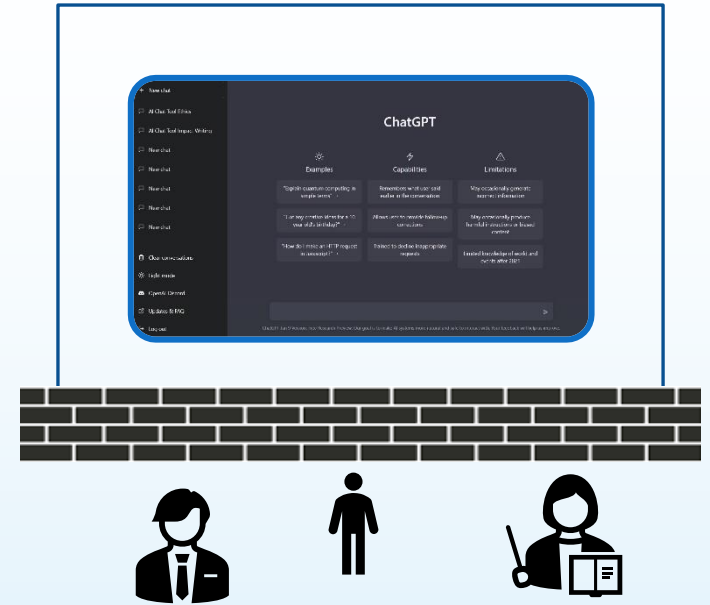 New chat
AI Chat Tool Ethics
AI Chat Tool Impact Writing
New chat
New chat
New chat
New chat
New chat
Clear conversations
Light mode
OpenAI Discord
Updates & FAQ
Log out
ChatGPT
Examples
"Explain quantum computing in
simple terms" →
"Got any creative ideas for a 10
year old's birthday?" →
"How do I make an HTTP request
in Javascript?" →
Capabilities
Remembers what user said
earlier in the conversation
Allows user to provide follow-up
corrections
Trained to decline inappropriate
requests
Limitations
May occasionally generate
incorrect information
May occasionally produce
harmful instructions or biased
content
Limited knowledge of world and
events after 2021